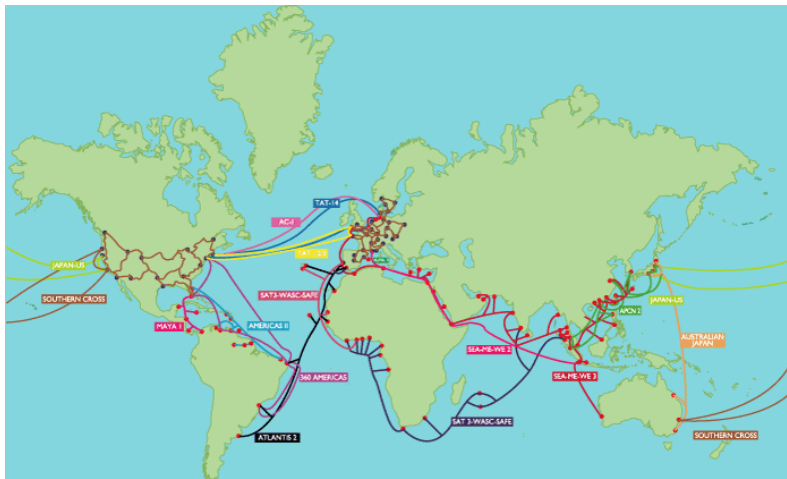 TAT-14
AC-1
JAPAN-US
SOUTHERN CROSS
SAT3-WASC-SAFE
MAYA 1
AMERICAS II
360 AMERICAS
ATLANTIS 2
SEA-ME-WE 2
SEA-ME-WE 3
SAT 3-WASC-SAFE
APCN 2
JAPAN-US
AUSTRALIAN
JAPAN
SOUTHERN CROSS